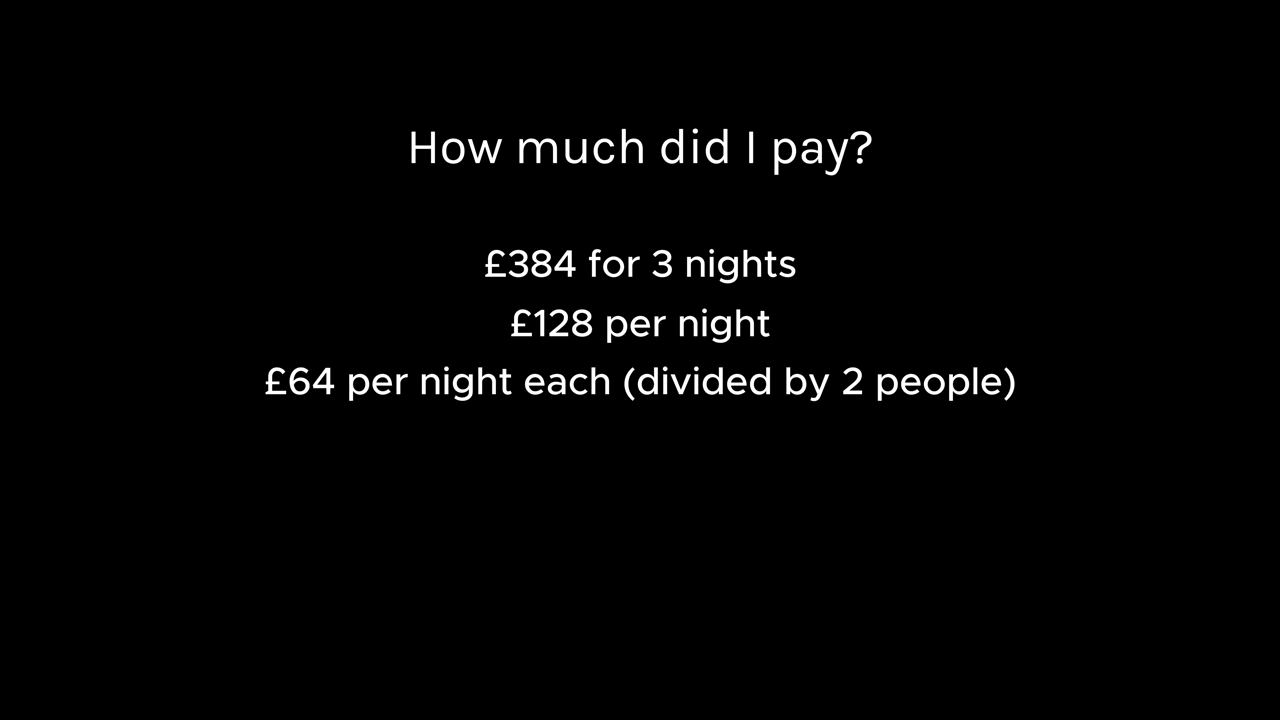 How much did I pay?
£384 for 3 nights
£128 per night
£64 per night each (divided by 2 people)